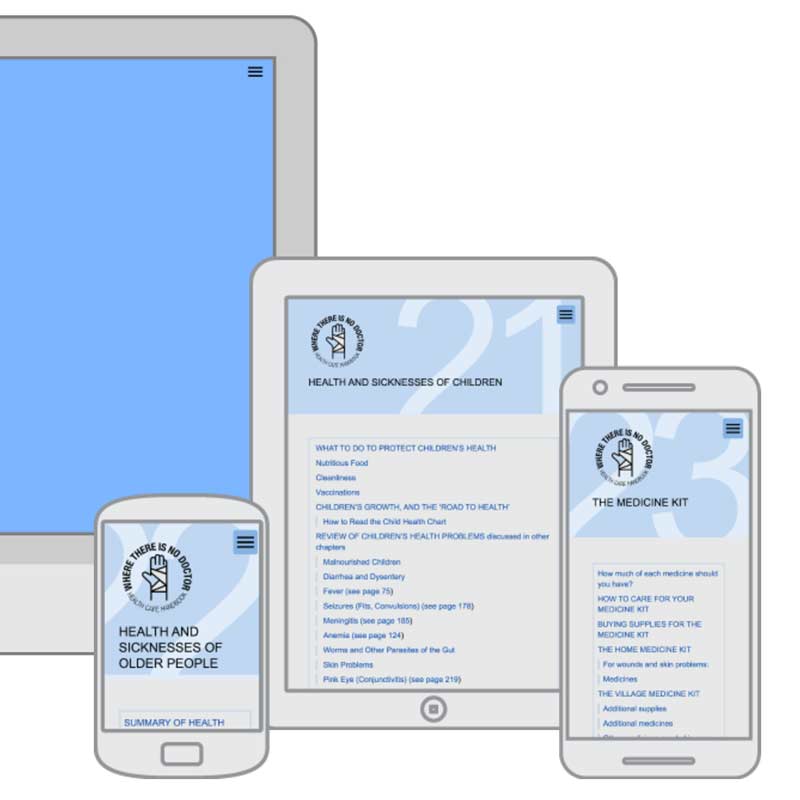 WHERE THERE IS NO DOCTOR
HEALTH CARE HANDBOOK
21
HEALTH AND SICKNESSES OF CHILDREN
WHAT TO DO TO PROTECT CHILDREN'S HEALTH
Nutritious Food
Cleanliness
Vaccinations
CHILDREN'S GROWTH, AND THE 'ROAD TO HEALTH'
How to Read the Child Health Chart
REVIEW OF CHILDREN'S HEALTH PROBLEMS discussed in other
chapters
Malnourished Children
Diarrhea and Dysentery
Fever (see page 75)
Seizures (Fits, Convulsions) (see page 178)
Meningitis (see page 185)
Anemia (see page 124)
Worms and Other Parasites of the Gut
Skin Problems
Pink Eye (Conjunctivitis) (see page 219)
WHERE THERE IS NO DOCTOR
HEALTH CARE HANDBOOK
23
THE MEDICINE KIT
How much of each medicine should
you have?
HOW TO CARE FOR YOUR
MEDICINE KIT
BUYING SUPPLIES FOR THE
MEDICINE KIT
THE HOME MEDICINE KIT
For wounds and skin problems:
Medicines
THE VILLAGE MEDICINE KIT
Additional supplies
Additional medicines
WHERE THERE IS NO DOCTOR
HEALTH CARE HANDBOOK
22
HEALTH AND
SICKNESSES OF
OLDER PEOPLE
SUMMARY OF HEALTH